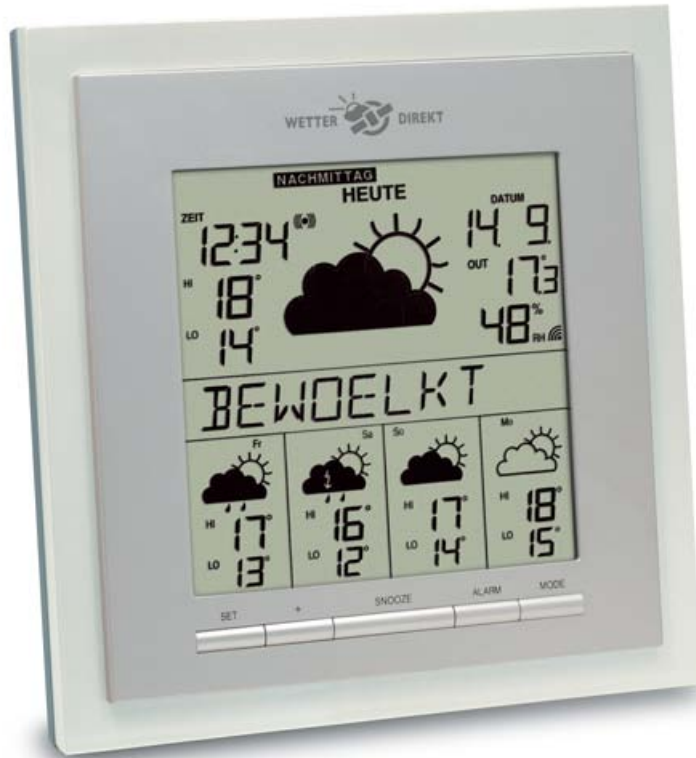 WETTER DIREKT
NACHMITTAG
HEUTE
ZEIT
DATUM
12:34
14. 9.
HI 18°
OUT 17.3°
LO 14°
48% RH
BEWOELKT
Fr
Sa
So
Mo
HI 17°
HI 16°
HI 17°
HI 18°
LO 13°
LO 12°
LO 14°
LO 15°
SET
+
SNOOZE
ALARM
MODE